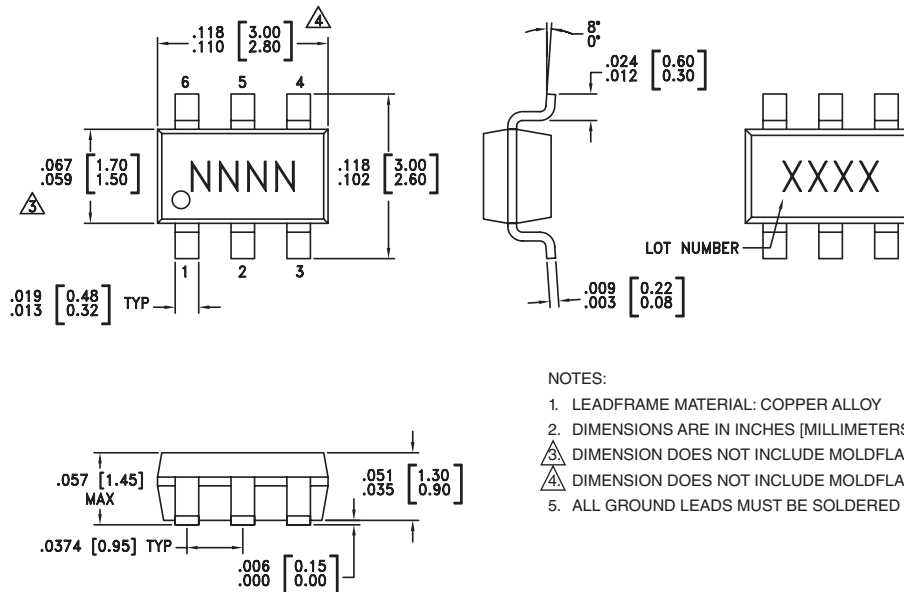 4
.118 [3.00]
.110 [2.80]
8°
0°
.024 [0.60]
.012 [0.30]
6 5 4
.067 [1.70]
.059 [1.50]
3
NNNN
.118 [3.00]
.102 [2.60]
XXXX
LOT NUMBER
1 2 3
.019 [0.48] TYP
.013 [0.32]
.009 [0.22]
.003 [0.08]
NOTES:
1. LEADFRAME MATERIAL: COPPER ALLOY
2. DIMENSIONS ARE IN INCHES [MILLIMETERS
3. DIMENSION DOES NOT INCLUDE MOLDFLA
4. DIMENSION DOES NOT INCLUDE MOLDFLA
5. ALL GROUND LEADS MUST BE SOLDERED
.057 [1.45]
MAX
.051 [1.30]
.035 [0.90]
.0374 [0.95] TYP
.006 [0.15]
.000 [0.00]